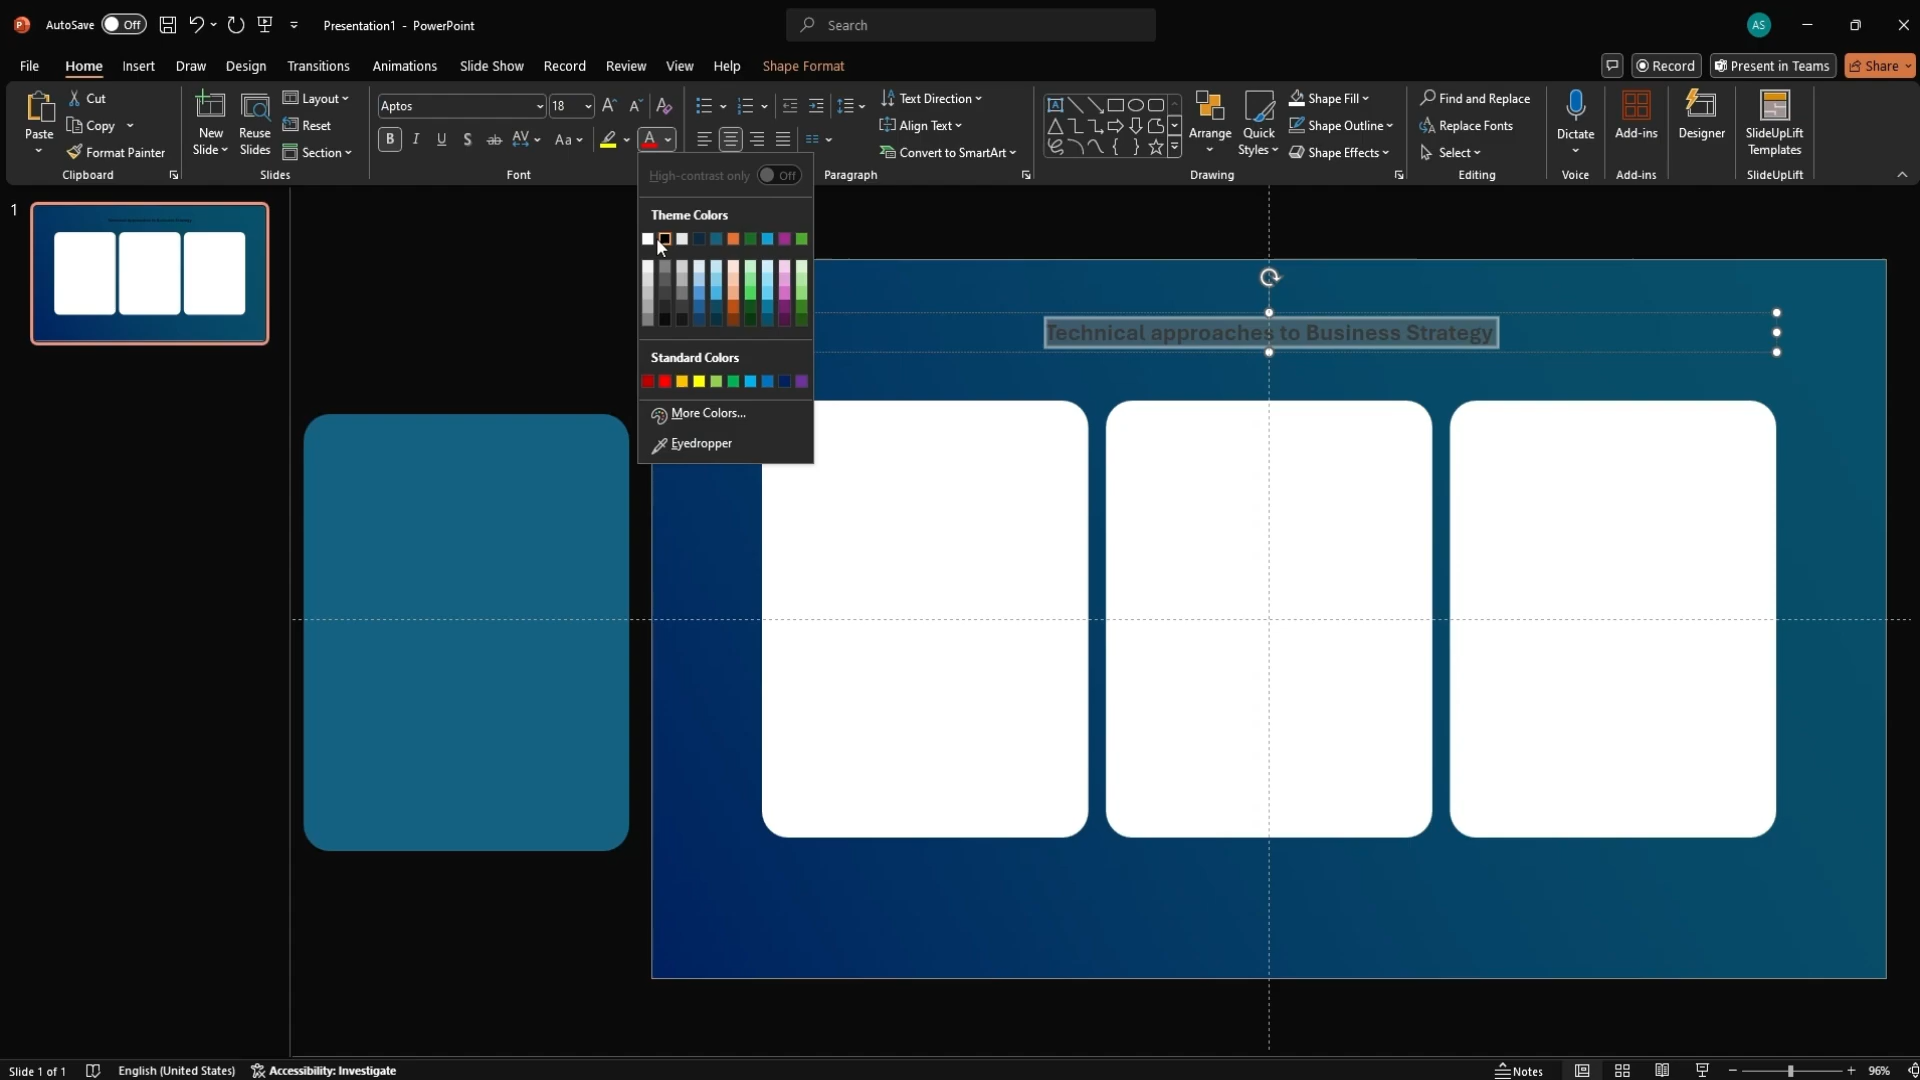 AutoSave Off Presentation1 - PowerPoint Search AS
File Home Insert Draw Design Transitions Animations Slide Show Record Review View Help Shape Format Record Present in Teams Share
Paste Cut Copy Format Painter Clipboard
New Slide Reuse Slides Layout Reset Section Slides
Aptos 18 B I U S ab AV Aa A Font
Text Direction Align Text Convert to SmartArt Paragraph
Arrange Quick Styles Shape Fill Shape Outline Shape Effects Drawing
Find and Replace Replace Fonts Select Editing
Dictate Voice
Add-ins Add-ins
Designer
SlideUpLift Templates SlideUpLift
High-contrast only Off
Theme Colors
Standard Colors
More Colors...
Eyedropper
1
Technical approaches to Business Strategy
Slide 1 of 1 English (United States) Accessibility: Investigate Notes 96%